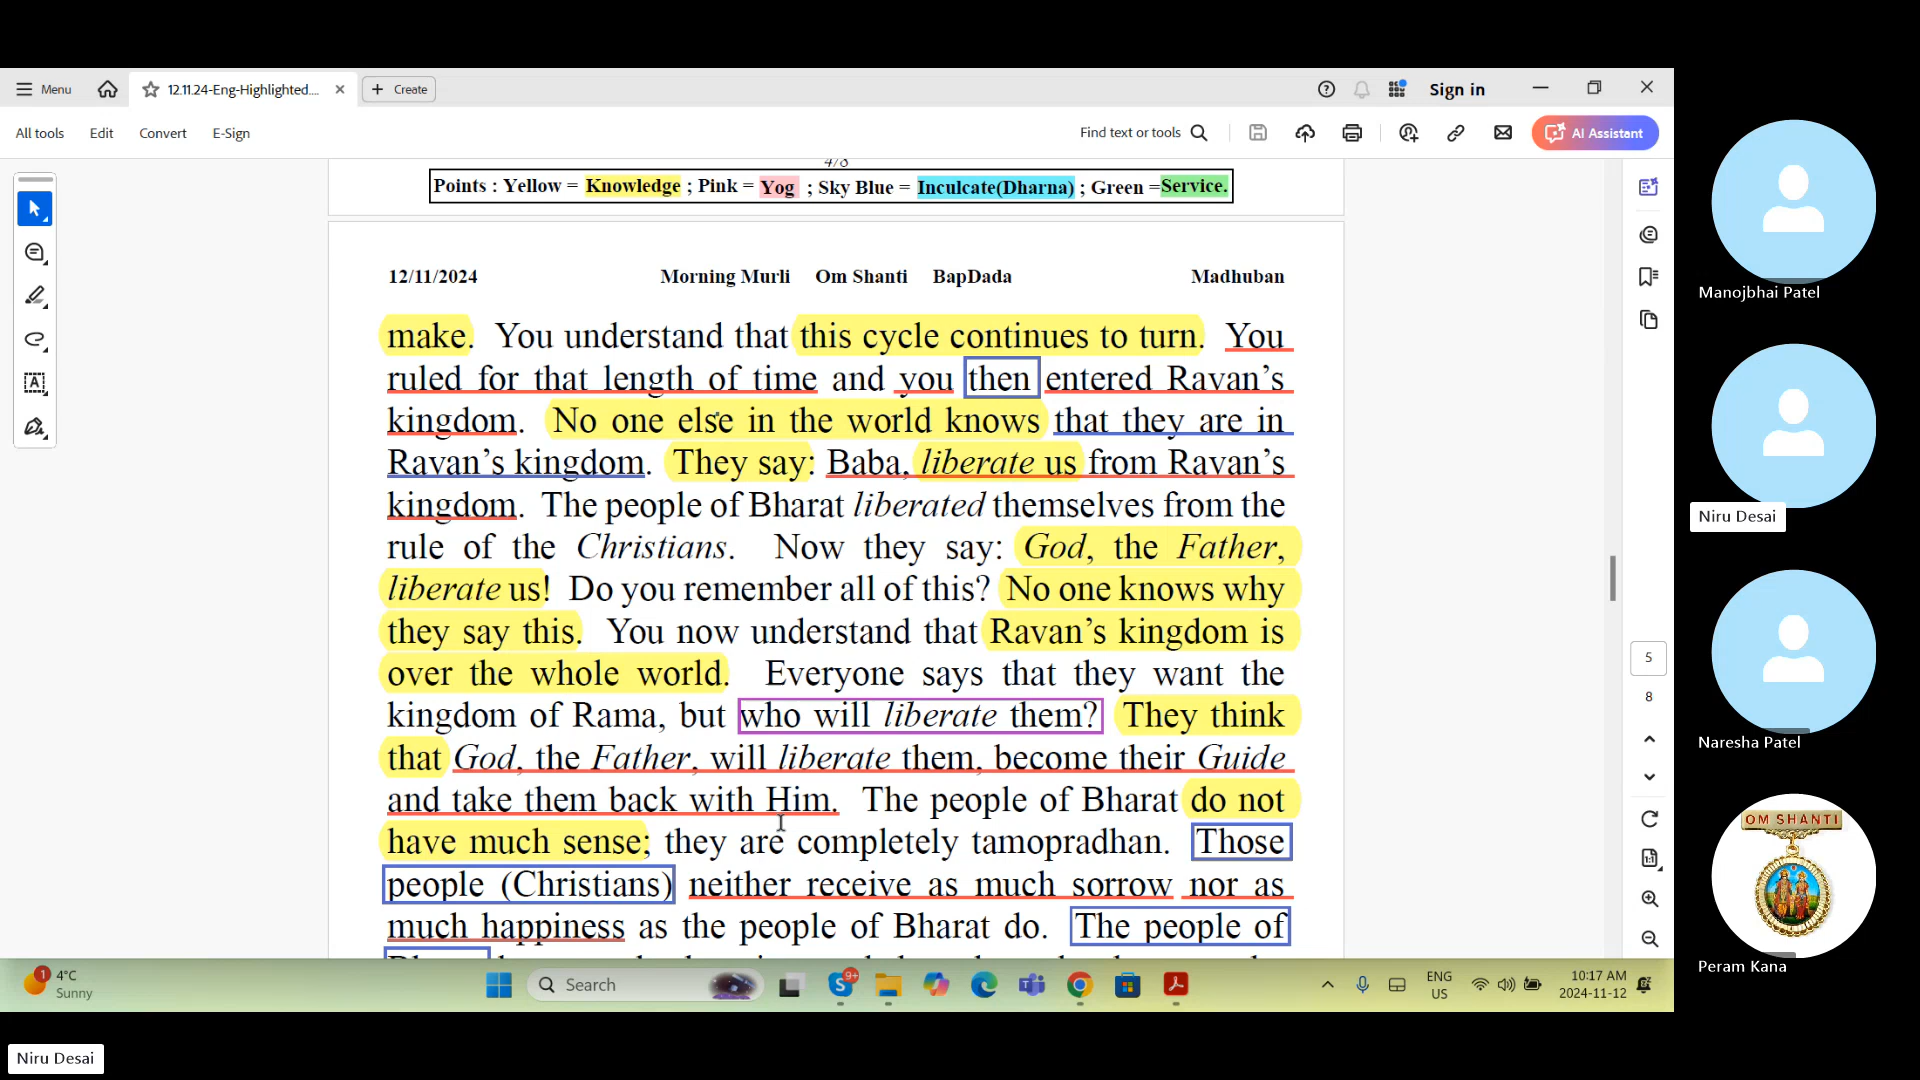 Menu
12.11.24-Eng-Highlighted....
Create
Sign in
All tools
Edit
Convert
E-Sign
Find text or tools
AI Assistant
4/8
Points : Yellow = Knowledge ; Pink = Yog ; Sky Blue = Inculcate(Dharna) ; Green =Service.
12/11/2024 Morning Murli Om Shanti BapDada Madhuban
make. You understand that this cycle continues to turn. You
ruled for that length of time and you then entered Ravan's
kingdom. No one else in the world knows that they are in
Ravan's kingdom. They say: Baba, liberate us from Ravan's
kingdom. The people of Bharat liberated themselves from the
rule of the Christians. Now they say: God, the Father,
liberate us! Do you remember all of this? No one knows why
they say this. You now understand that Ravan's kingdom is
over the whole world. Everyone says that they want the
kingdom of Rama, but who will liberate them? They think
that God, the Father, will liberate them, become their Guide
and take them back with Him. The people of Bharat do not
have much sense; they are completely tamopradhan. Those
people (Christians) neither receive as much sorrow nor as
much happiness as the people of Bharat do. The people of
5
8
1:1
Manojbhai Patel
Niru Desai
Naresha Patel
OM SHANTI
Peram Kana
1
4°C
Sunny
Search
9+
ENG
US
10:17 AM
2024-11-12
Niru Desai